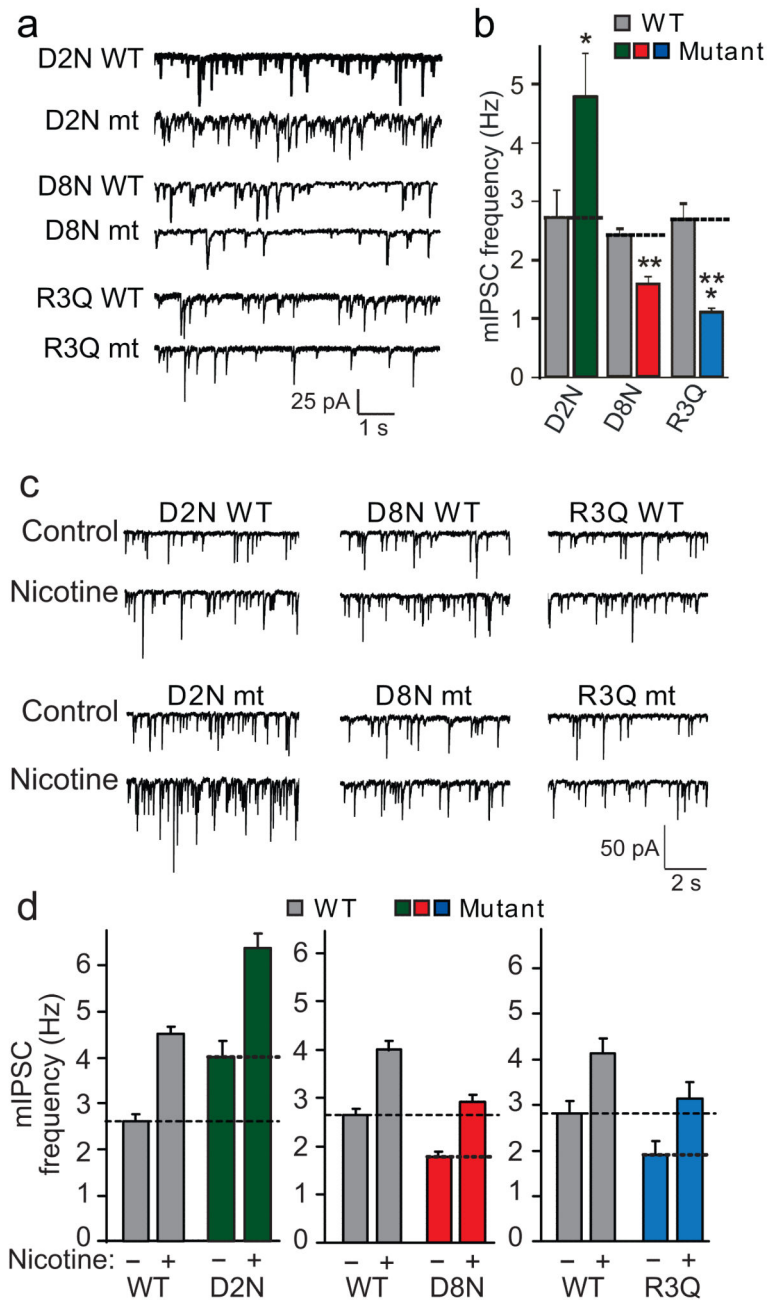 a
D2N WT
D2N mt
D8N WT
D8N mt
R3Q WT
R3Q mt
25 pA
1 s
b
WT
Mutant
mIPSC frequency (Hz)
5
4
3
2
1
0
*
**
**
*
D2N
D8N
R3Q
c
D2N WT
D8N WT
R3Q WT
Control
Nicotine
D2N mt
D8N mt
R3Q mt
Control
Nicotine
50 pA
2 s
d
WT
Mutant
mIPSC
frequency (Hz)
6
5
4
3
2
1
0
6
5
4
3
2
1
0
6
5
4
3
2
1
0
Nicotine: – + – + – + – + – + – +
WT D2N WT D8N WT R3Q